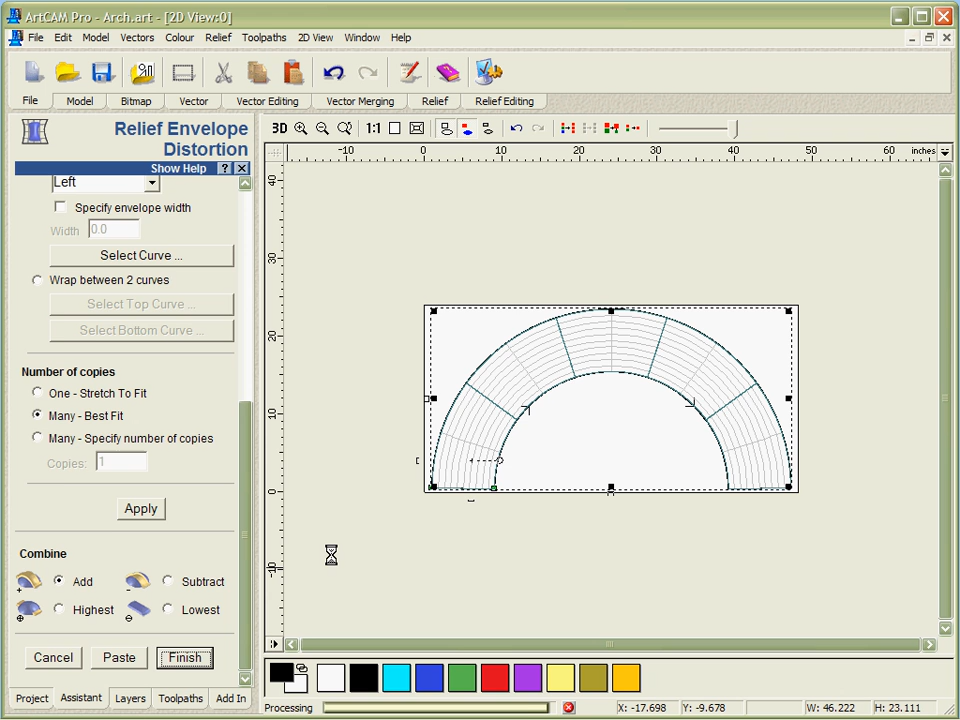 ArtCAM Pro - Arch.art - [2D View:0]
File Edit Model Vectors Colour Relief Toolpaths 2D View Window Help
File Model Bitmap Vector Vector Editing Vector Merging Relief Relief Editing
Relief Envelope
Distortion
Show Help ? X
Left
Specify envelope width
Width 0.0
Select Curve ...
Wrap between 2 curves
Select Top Curve ...
Select Bottom Curve ...
Number of copies
One - Stretch To Fit
Many - Best Fit
Many - Specify number of copies
Copies: 1
Apply
Combine
Add Subtract
Highest Lowest
Cancel Paste Finish
Project Assistant Layers Toolpaths Add In
3D 1:1
-10 0 10 20 30 40 50 60 inches
40
30
20
10
0
-10
Processing X: -17.698 Y: -9.678 W: 46.222 H: 23.111